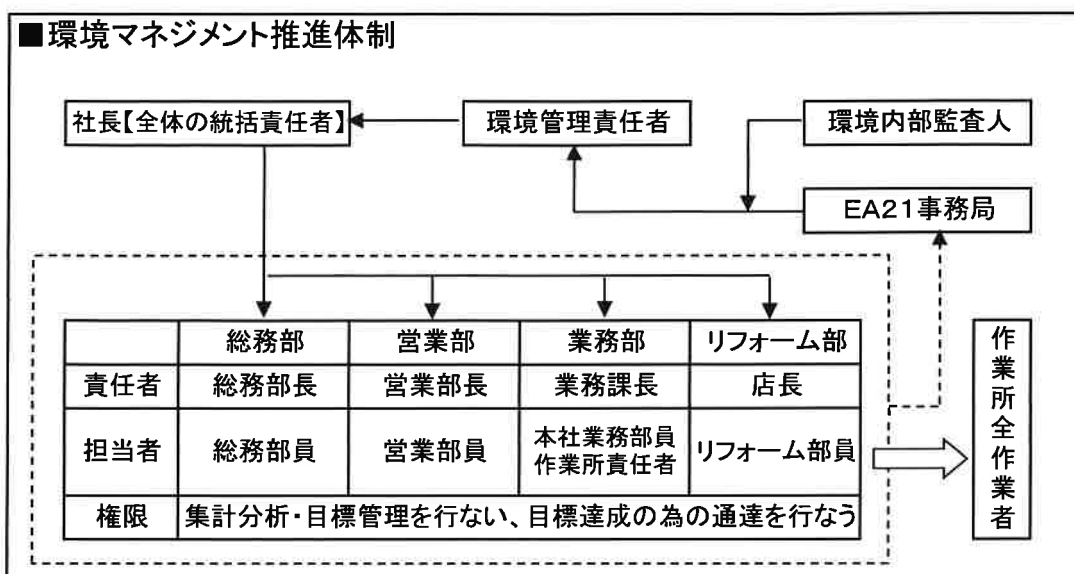 ■環境マネジメント推進体制
社長【全体の統括責任者】
環境管理責任者
環境内部監査人
EA21事務局
総務部 営業部 業務部 リフォーム部
責任者 総務部長 営業部長 業務課長 店長
担当者 総務部員 営業部員 本社業務部員 リフォーム部員
作業所責任者
権限 集計分析・目標管理を行ない、目標達成の為の通達を行なう
作業所全作業者